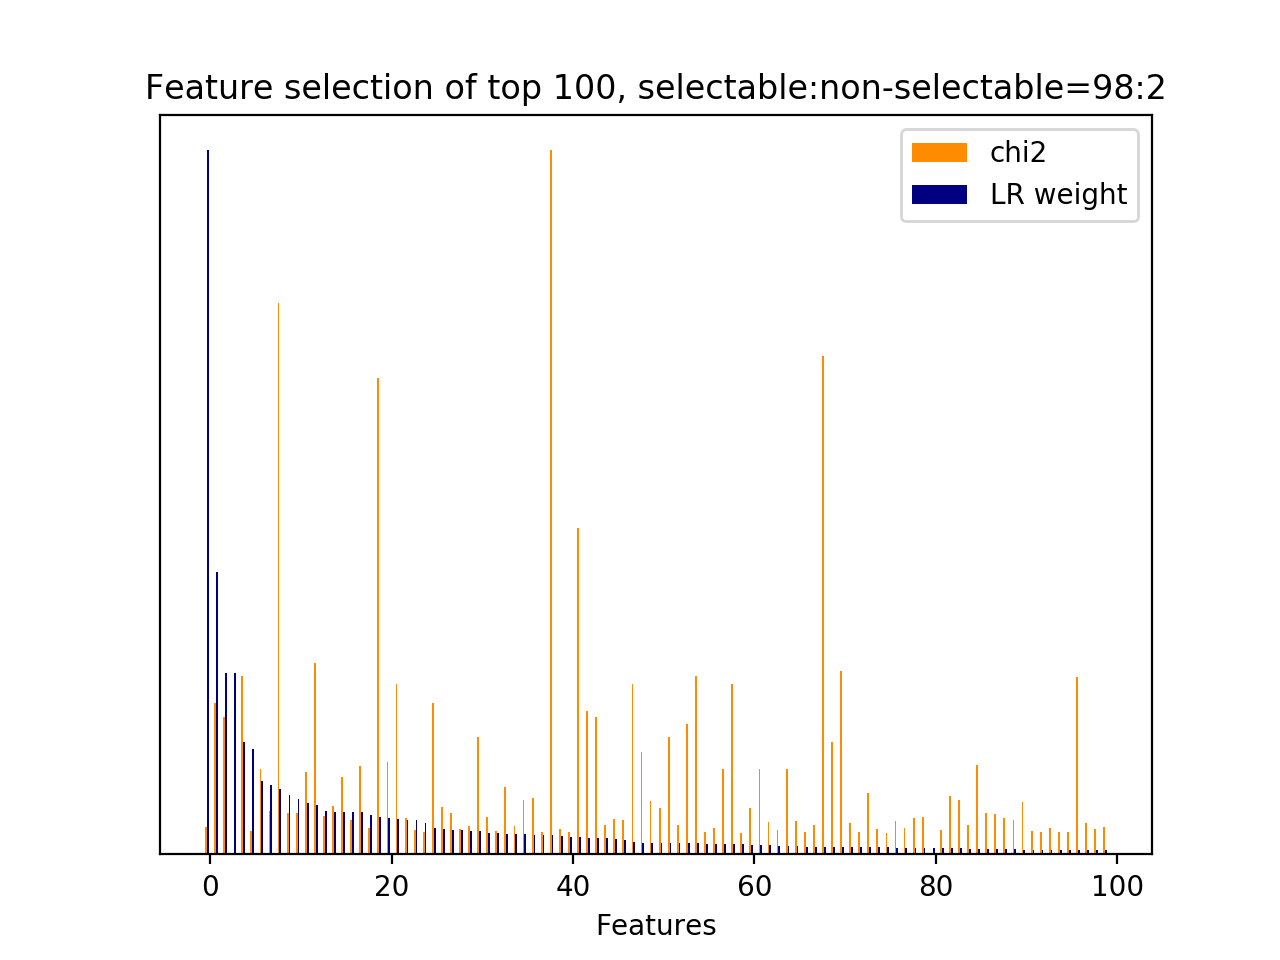 Feature selection of top 100, selectable:non-selectable=98:2
chi2
LR weight
0 20 40 60 80 100
Features